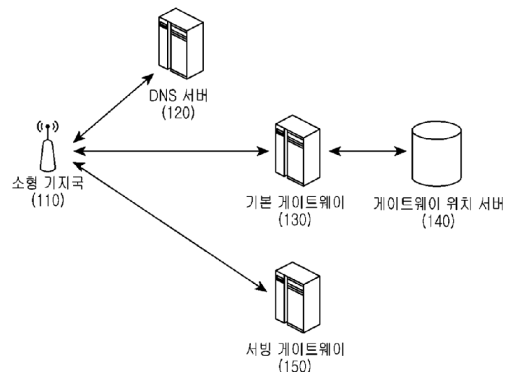 DNS 서버
(120)
소형 기지국
(110)
기본 게이트웨이
(130)
게이트웨이 위치 서버
(140)
서빙 게이트웨이
(150)